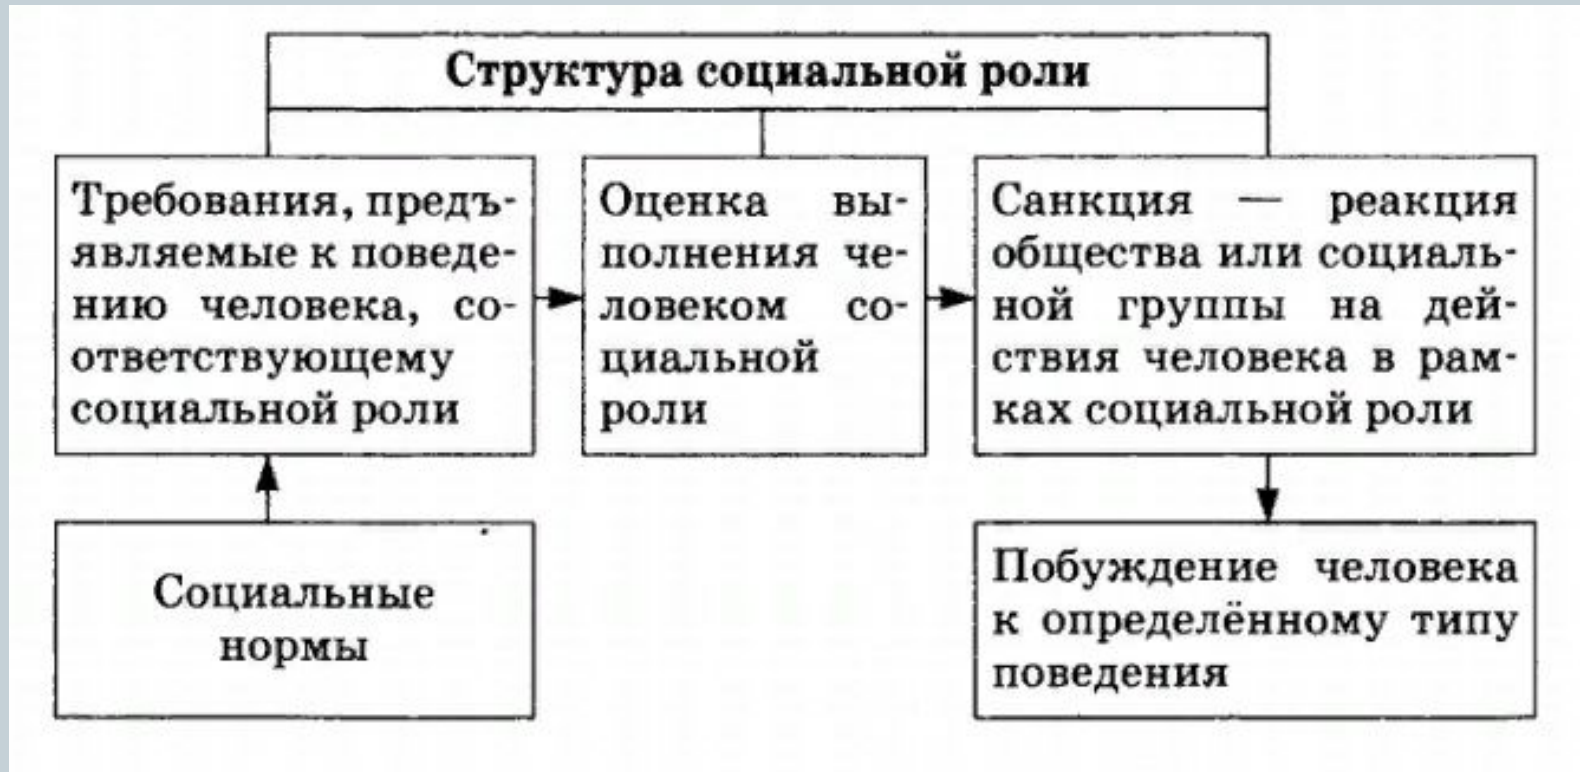 Структура социальной роли
Требования, предъ-
являемые к поведе-
нию человека, со-
ответствующему
социальной роли
Оценка вы-
полнения че-
ловеком со-
циальной
роли
Санкция — реакция
общества или социаль-
ной группы на дей-
ствия человека в рам-
ках социальной роли
Социальные
нормы
Побуждение человека
к определённому типу
поведения